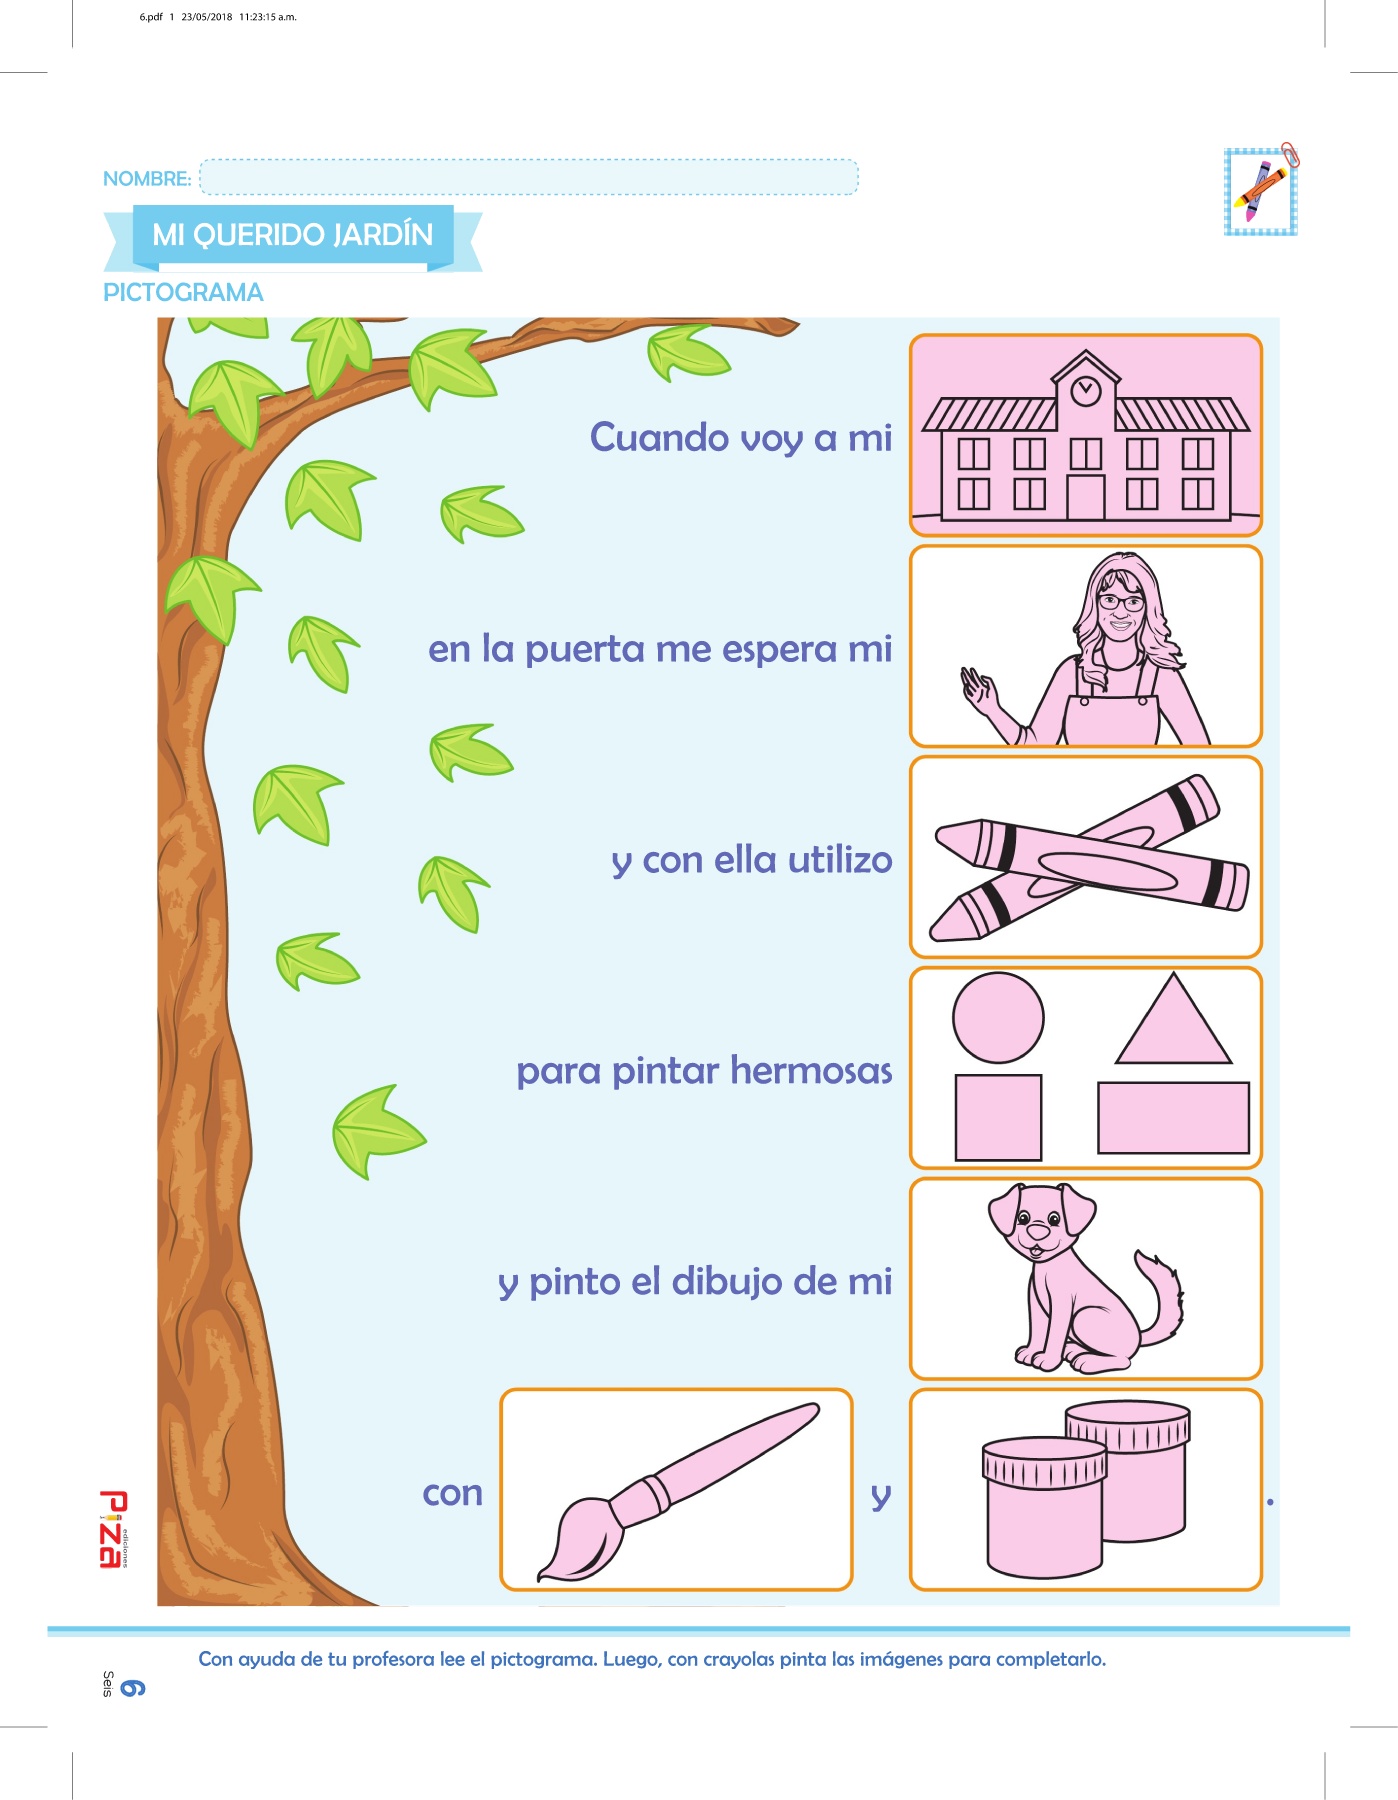 6.pdf 1 23/05/2018 11:23:15 a.m.
NOMBRE:
MI QUERIDO JARDÍN
PICTOGRAMA
Cuando voy a mi
en la puerta me espera mi
y con ella utilizo
para pintar hermosas
y pinto el dibujo de mi
con y .
Piza
ediciones
Con ayuda de tu profesora lee el pictograma. Luego, con crayolas pinta las imágenes para completarlo.
6
Seis